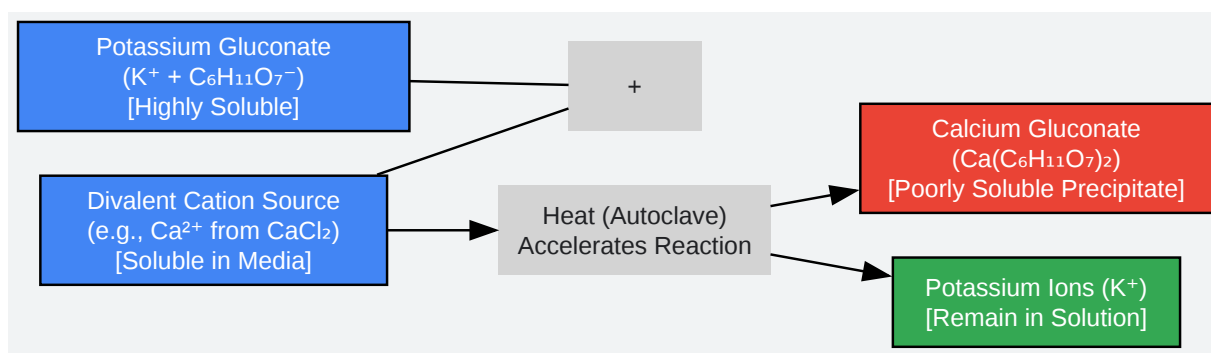 Potassium Gluconate
(K⁺ + C₆H₁₁O₇⁻)
[Highly Soluble]
+
Divalent Cation Source
(e.g., Ca²⁺ from CaCl₂)
[Soluble in Media]
Heat (Autoclave)
Accelerates Reaction
Calcium Gluconate
(Ca(C₆H₁₁O₇)₂)
[Poorly Soluble Precipitate]
Potassium Ions (K⁺)
[Remain in Solution]